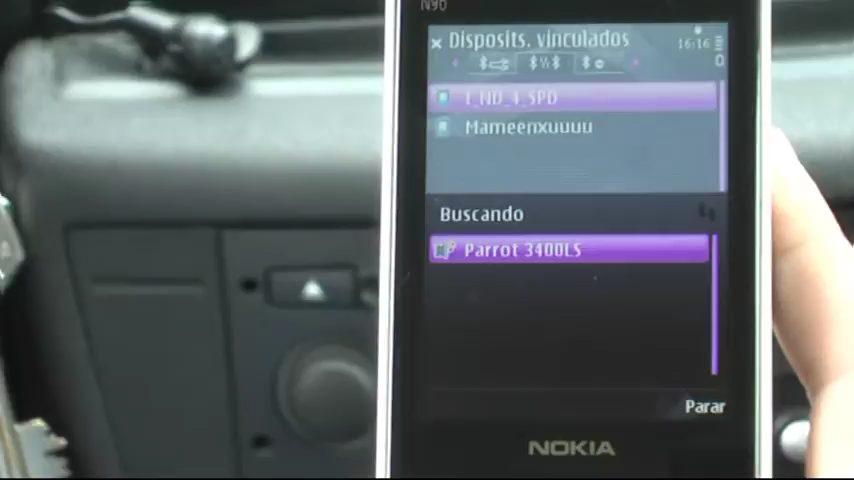 N90
Disposits. vinculados
16:16
Mameenxuuuu
Buscando
Parrot 3400LS
Parar
NOKIA